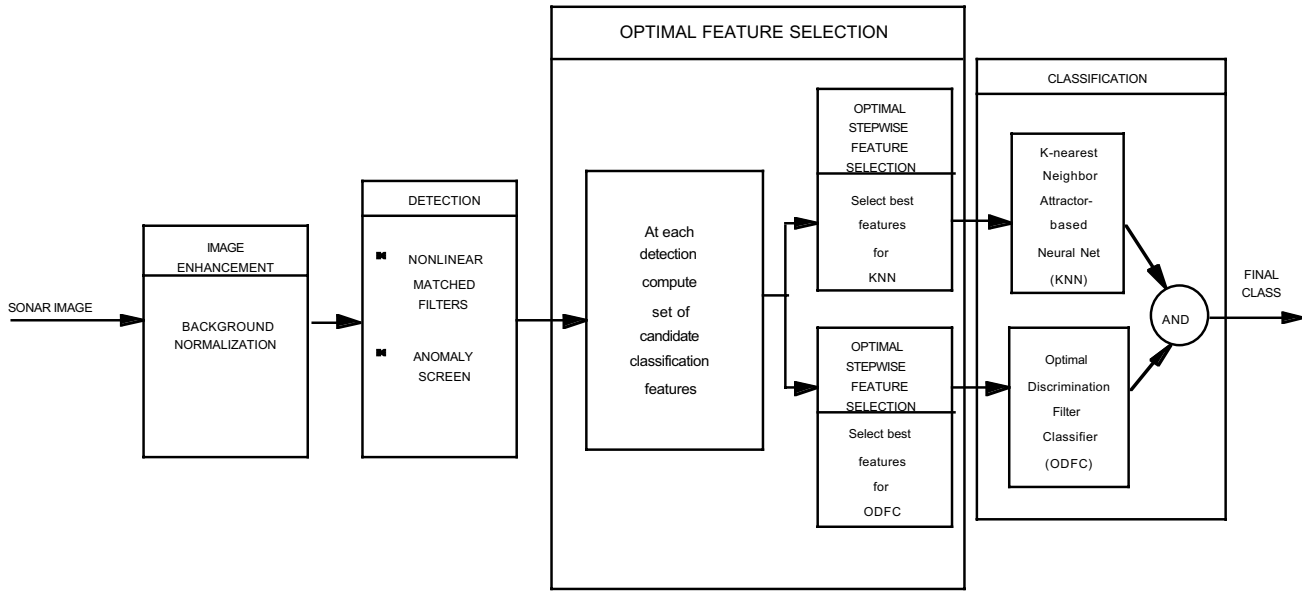 SONAR IMAGE
IMAGE
ENHANCEMENT
BACKGROUND
NORMALIZATION
DETECTION
NONLINEAR
MATCHED
FILTERS
ANOMALY
SCREEN
OPTIMAL FEATURE SELECTION
At each
detection
compute
set of
candidate
classification
features
OPTIMAL
STEPWISE
FEATURE
SELECTION
Select best
features
for
KNN
OPTIMAL
STEPWISE
FEATURE
SELECTION
Select best
features
for
ODFC
CLASSIFICATION
K-nearest
Neighbor
Attractor-
based
Neural Net
(KNN)
Optimal
Discrimination
Filter
Classifier
(ODFC)
AND
FINAL
CLASS